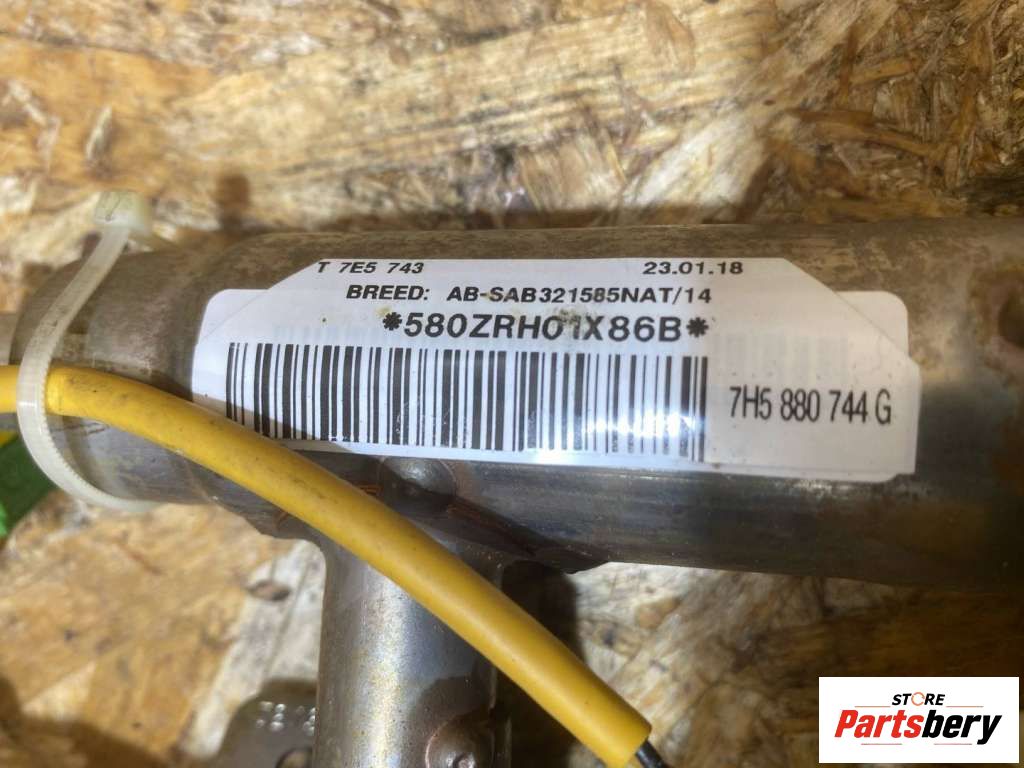 T 7E5 743 23.01.18
BREED: AB-SAB321585NAT/14
*580ZRH01X86B*
7H5 880 744 G
STORE
Partsbery